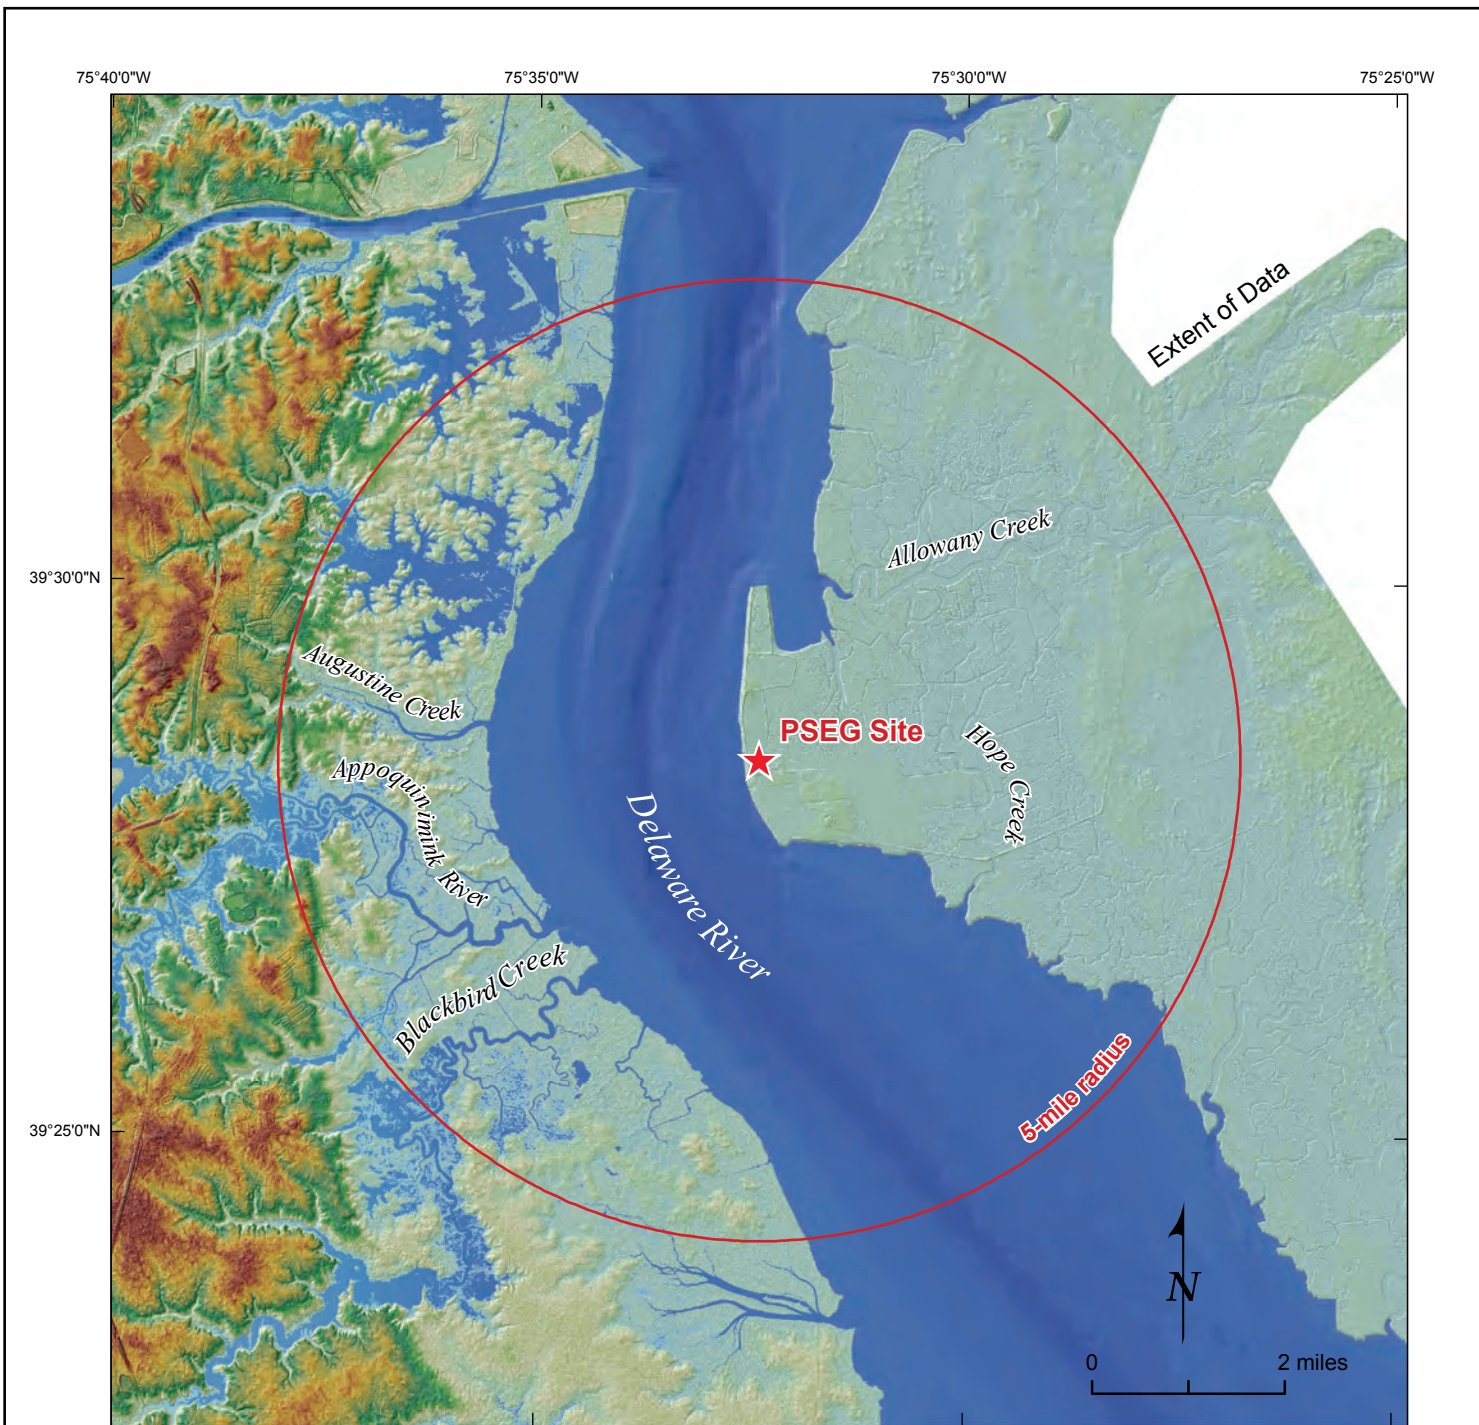 75°40'0"W
75°35'0"W
75°30'0"W
75°25'0"W
Extent of Data
Allowany Creek
39°30'0"N
Augustine Creek
PSEG Site
Hope Creek
Appoquinimink River
Delaware River
Blackbird Creek
5-mile radius
39°25'0"N
N
0
2 miles